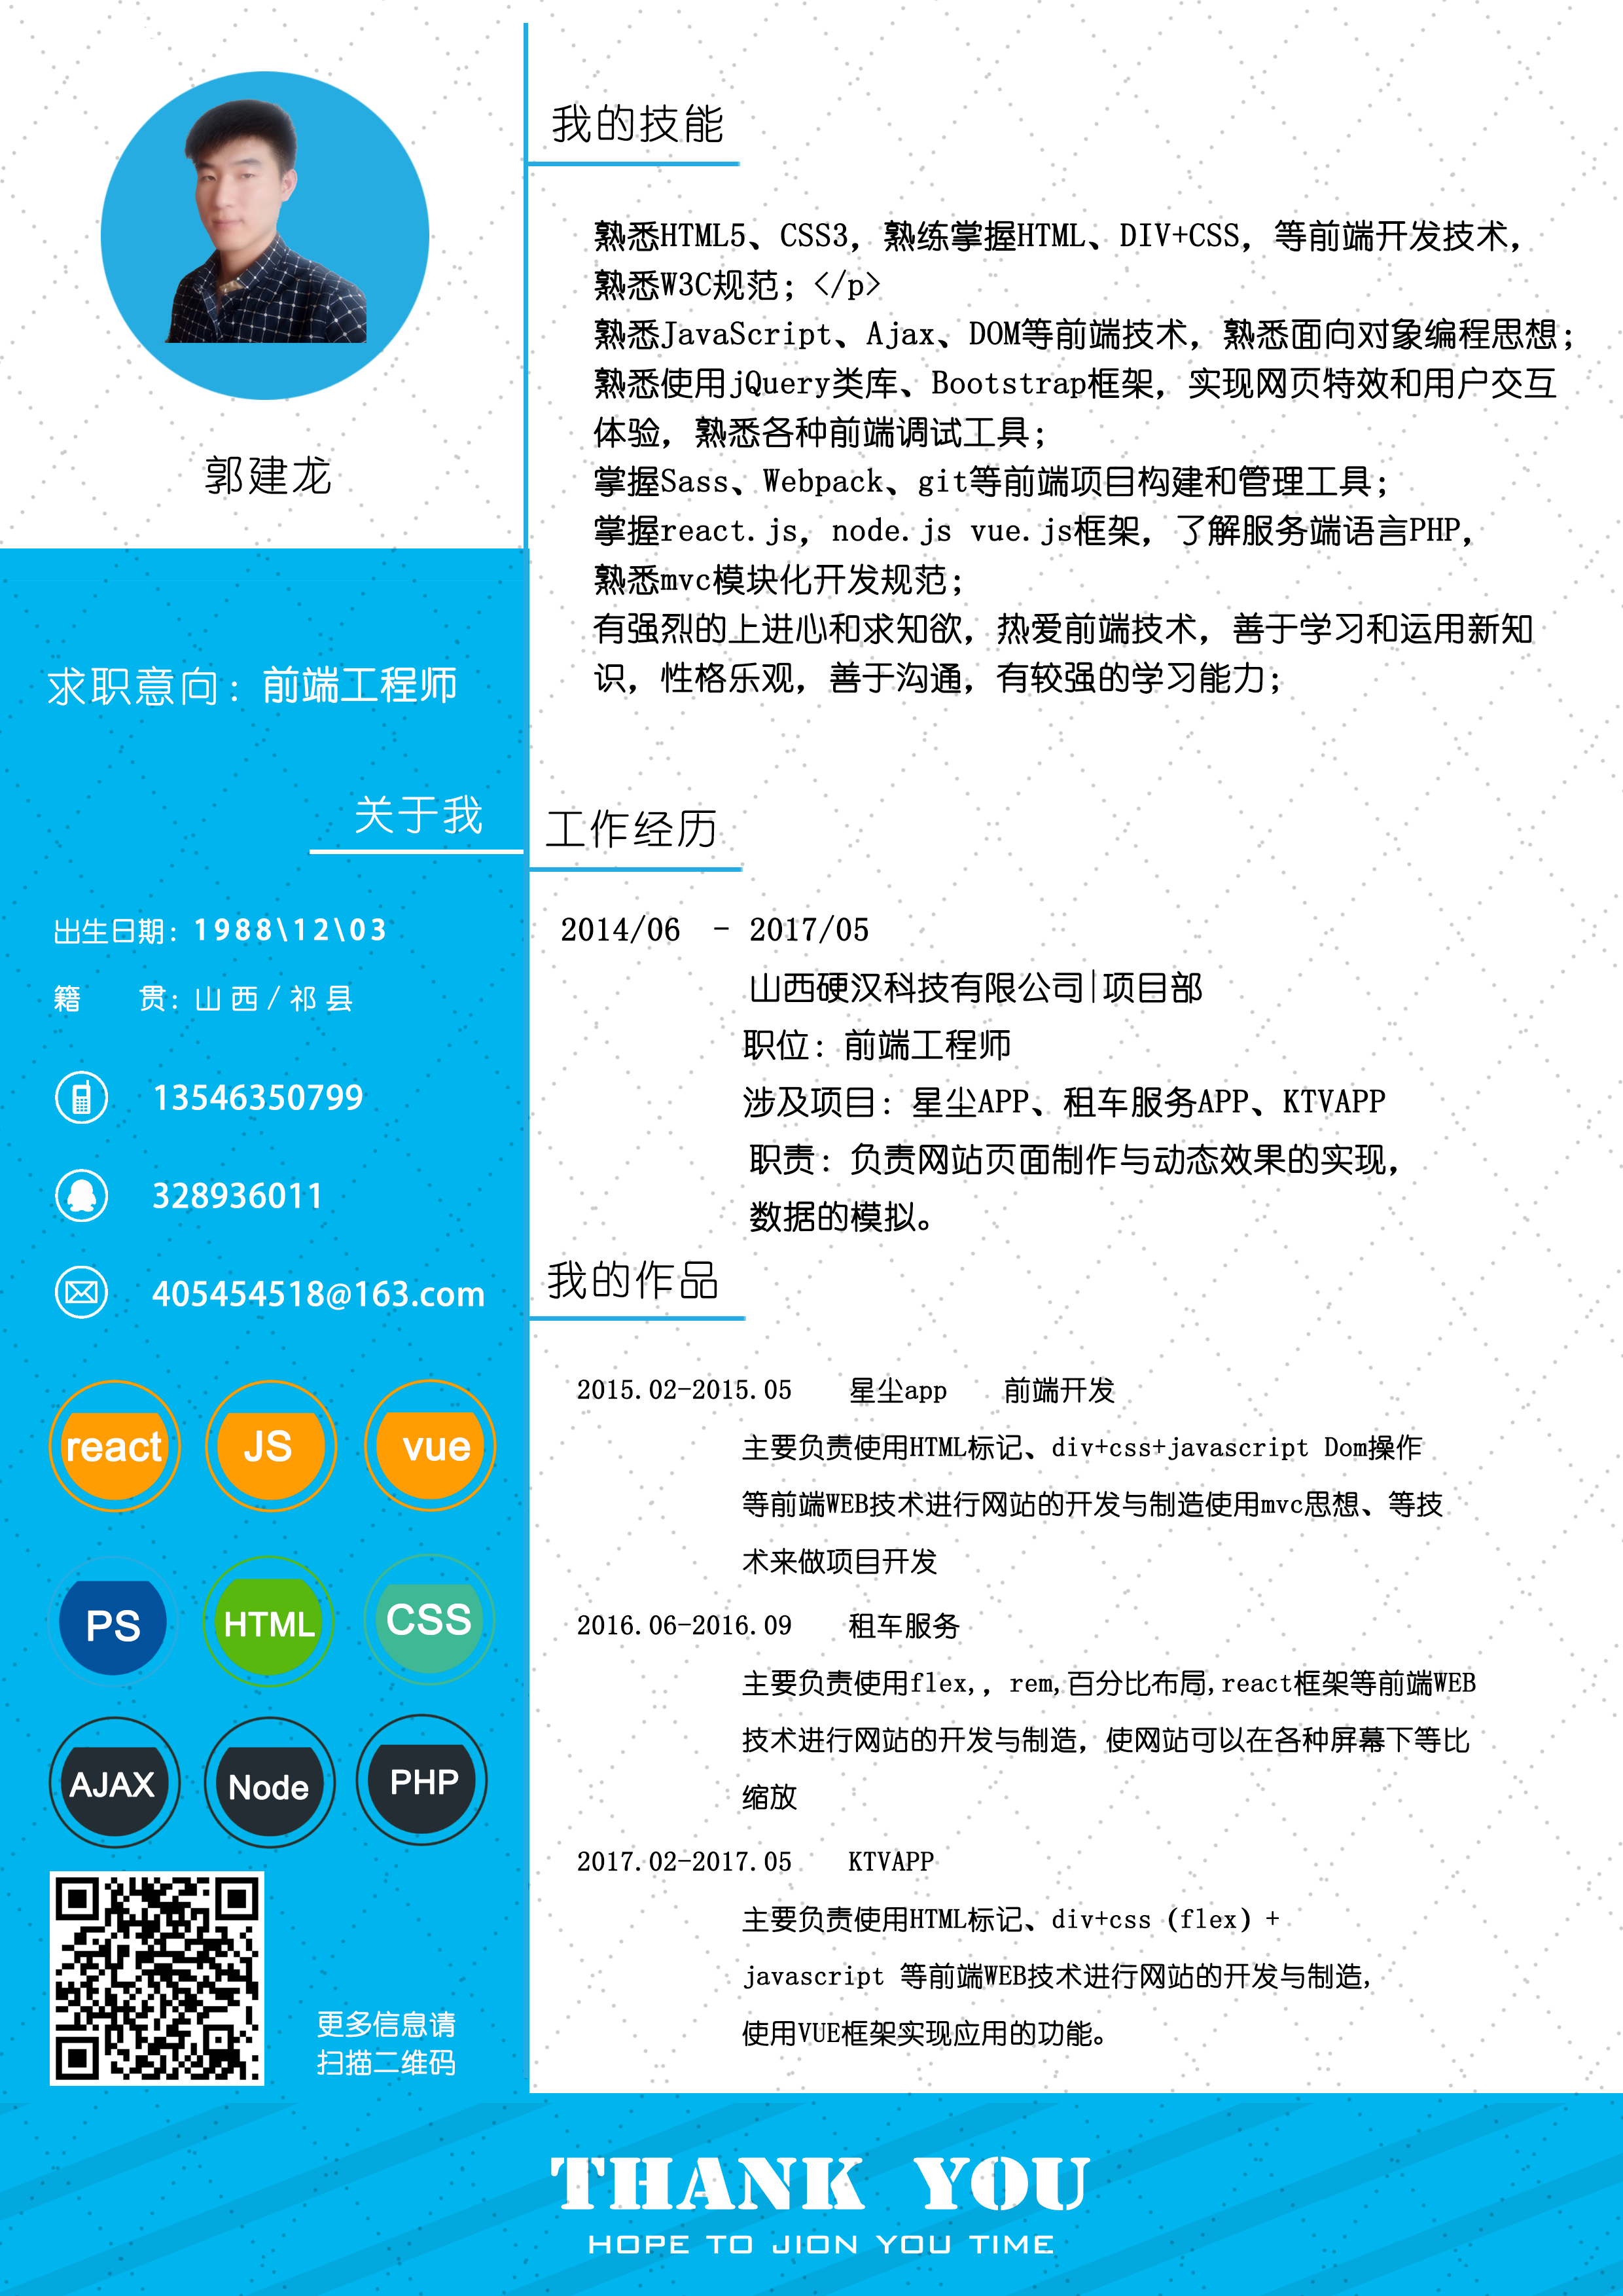 郭建龙
求职意向：前端工程师
关于我
出生日期：1988\12\03
籍　　贯：山西/祁县
13546350799
328936011
405454518@163.com
react
JS
vue
PS
HTML
CSS
AJAX
Node
PHP
更多信息请
扫描二维码
我的技能
熟悉HTML5、CSS3，熟练掌握HTML、DIV+CSS，等前端开发技术，
熟悉W3C规范；</p>
熟悉JavaScript、Ajax、DOM等前端技术，熟悉面向对象编程思想；
熟悉使用jQuery类库、Bootstrap框架，实现网页特效和用户交互
体验，熟悉各种前端调试工具；
掌握Sass、Webpack、git等前端项目构建和管理工具；
掌握react.js，node.js vue.js框架，了解服务端语言PHP，
熟悉mvc模块化开发规范；
有强烈的上进心和求知欲，热爱前端技术，善于学习和运用新知
识，性格乐观，善于沟通，有较强的学习能力；
工作经历
2014/06 - 2017/05
山西硬汉科技有限公司|项目部
职位：前端工程师
涉及项目：星尘APP、租车服务APP、KTVAPP
职责：负责网站页面制作与动态效果的实现，
数据的模拟。
我的作品
2015.02-2015.05 星尘app 前端开发
主要负责使用HTML标记、div+css+javascript Dom操作
等前端WEB技术进行网站的开发与制造使用mvc思想、等技
术来做项目开发
2016.06-2016.09 租车服务
主要负责使用flex,，rem,百分比布局,react框架等前端WEB
技术进行网站的开发与制造，使网站可以在各种屏幕下等比
缩放
2017.02-2017.05 KTVAPP
主要负责使用HTML标记、div+css（flex）+
javascript 等前端WEB技术进行网站的开发与制造，
使用VUE框架实现应用的功能。
THANK YOU
HOPE TO JION YOU TIME